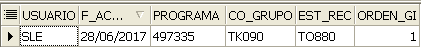 USUARIO F_AC... PROGRAMA CO_GRUPO EST_REC ORDEN_GI
SLE 28/06/2017 497335 TK090 TO880 1